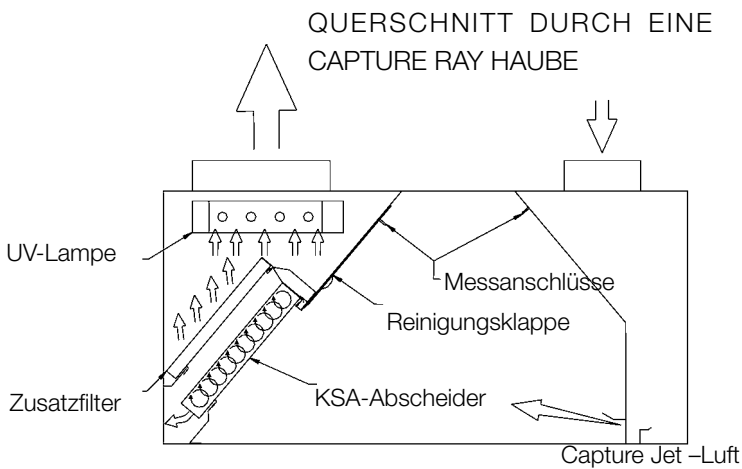 QUERSCHNITT DURCH EINE
CAPTURE RAY HAUBE
UV-Lampe
Messanschlüsse
Reinigungsklappe
Zusatzfilter
KSA-Abscheider
Capture Jet –Luft